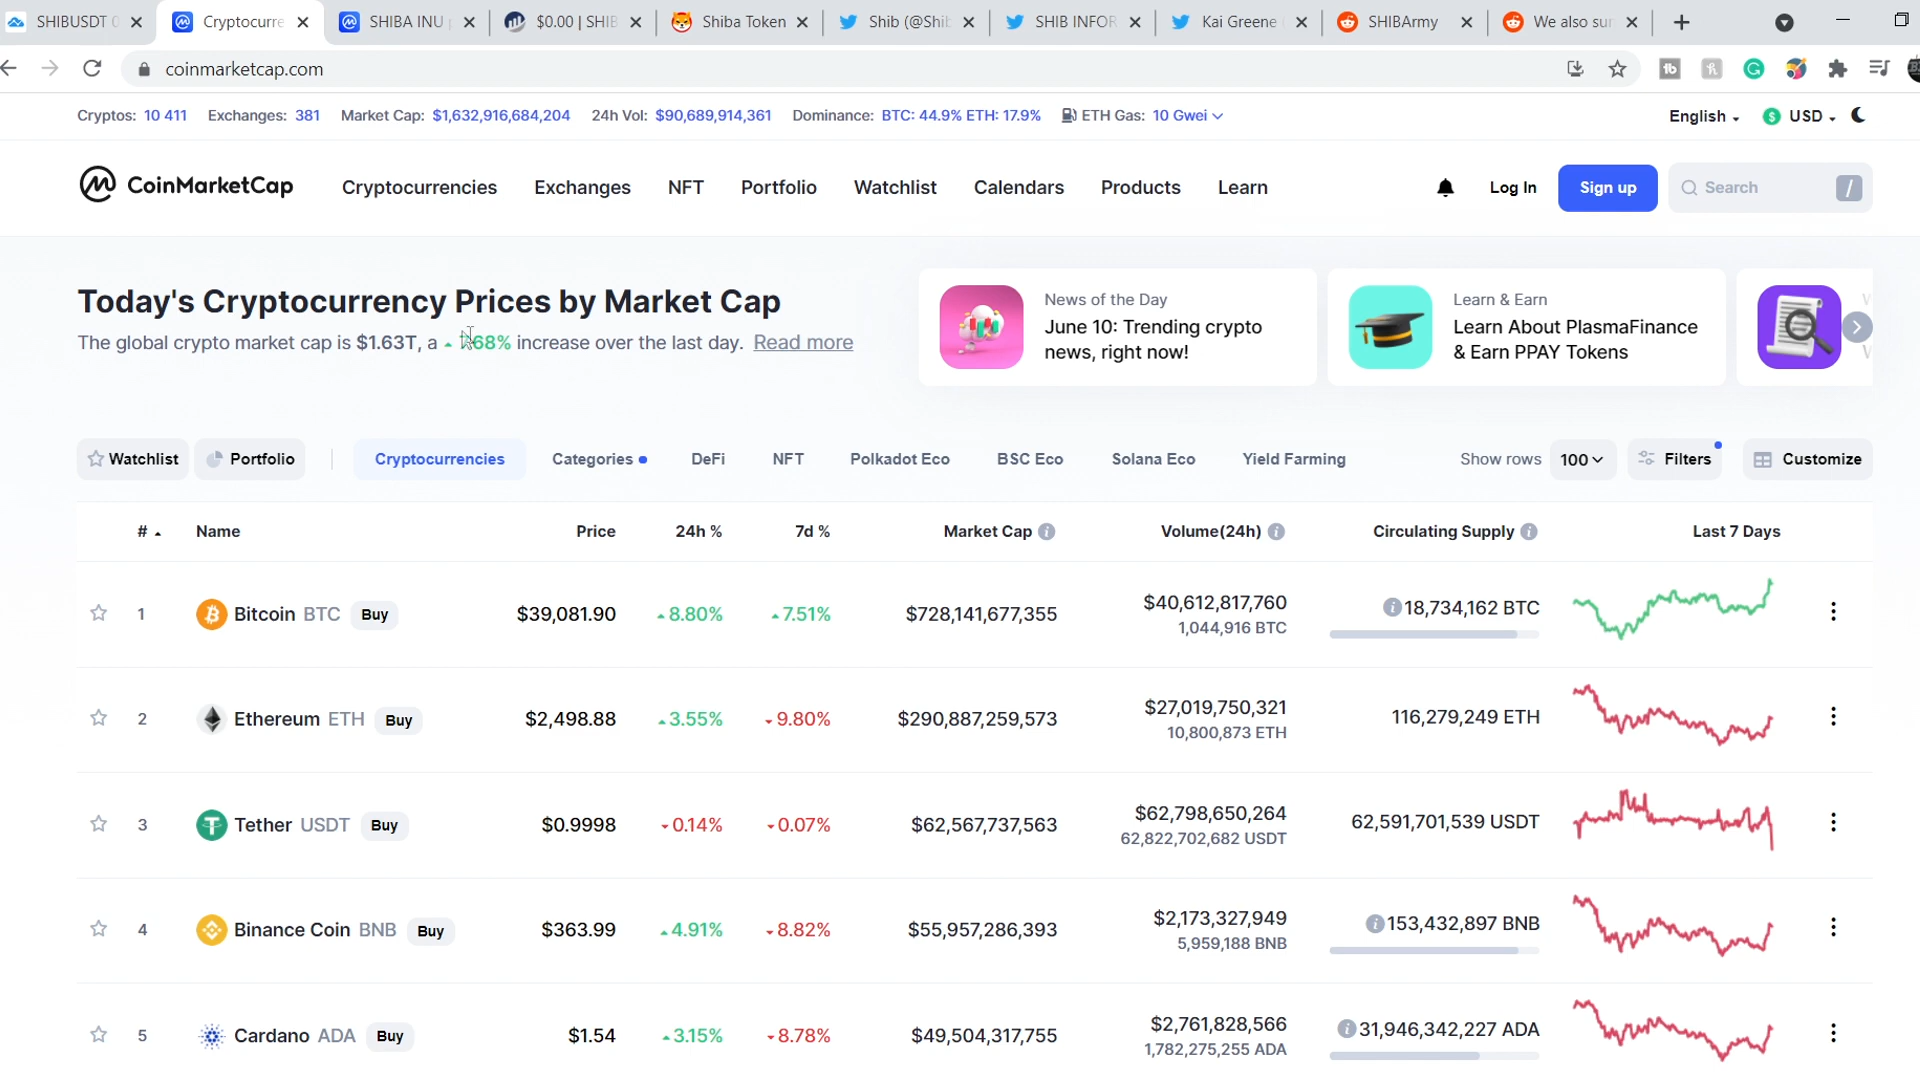 SHIBUSDT 0 Cryptocurre SHIBA INU $0.00 | SHIB Shiba Token Shib (@Shib SHIB INFOR Kai Greene SHIBArmy We also sur
coinmarketcap.com
Cryptos: 10 411 Exchanges: 381 Market Cap: $1,632,916,684,204 24h Vol: $90,689,914,361 Dominance: BTC: 44.9% ETH: 17.9% ETH Gas: 10 Gwei English USD
CoinMarketCap Cryptocurrencies Exchanges NFT Portfolio Watchlist Calendars Products Learn Log In Sign up Search /
Today's Cryptocurrency Prices by Market Cap
The global crypto market cap is $1.63T, a 68% increase over the last day. Read more
News of the Day
June 10: Trending crypto
news, right now!
Learn & Earn
Learn About PlasmaFinance
& Earn PPAY Tokens
Watchlist Portfolio Cryptocurrencies Categories DeFi NFT Polkadot Eco BSC Eco Solana Eco Yield Farming Show rows 100 Filters Customize
# Name Price 24h % 7d % Market Cap Volume(24h) Circulating Supply Last 7 Days
1 Bitcoin BTC Buy $39,081.90 8.80% 7.51% $728,141,677,355 $40,612,817,760 18,734,162 BTC
1,044,916 BTC
2 Ethereum ETH Buy $2,498.88 3.55% 9.80% $290,887,259,573 $27,019,750,321 116,279,249 ETH
10,800,873 ETH
3 Tether USDT Buy $0.9998 0.14% 0.07% $62,567,737,563 $62,798,650,264 62,591,701,539 USDT
62,822,702,682 USDT
4 Binance Coin BNB Buy $363.99 4.91% 8.82% $55,957,286,393 $2,173,327,949 153,432,897 BNB
5,959,188 BNB
5 Cardano ADA Buy $1.54 3.15% 8.78% $49,504,317,755 $2,761,828,566 31,946,342,227 ADA
1,782,275,255 ADA